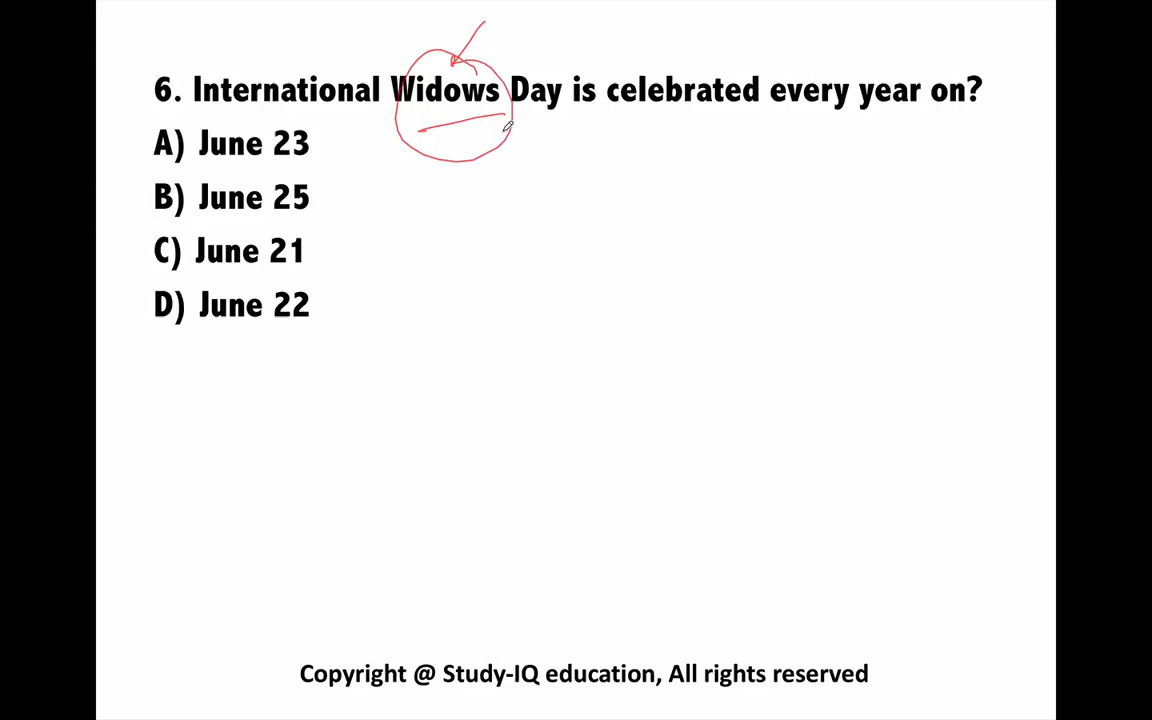 6. International Widows Day is celebrated every year on?
A) June 23
B) June 25
C) June 21
D) June 22
Copyright @ Study-IQ education, All rights reserved